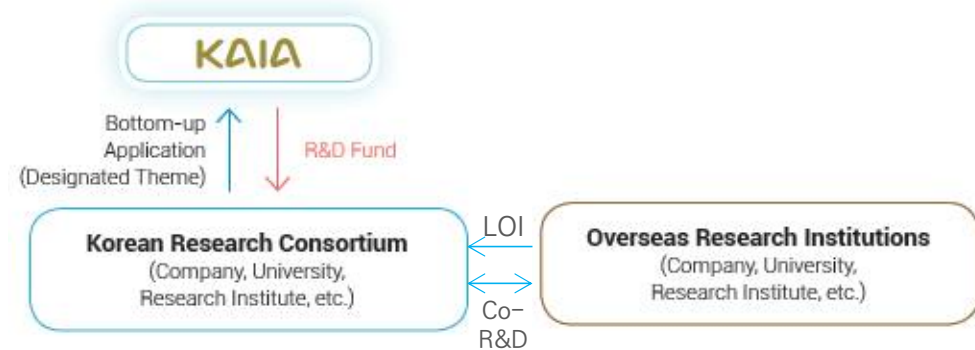 KAIA
Bottom-up
Application
(Designated Theme)
R&D Fund
Korean Research Consortium
(Company, University,
Research Institute, etc.)
LOI
Co-
R&D
Overseas Research Institutions
(Company, University,
Research Institute, etc.)